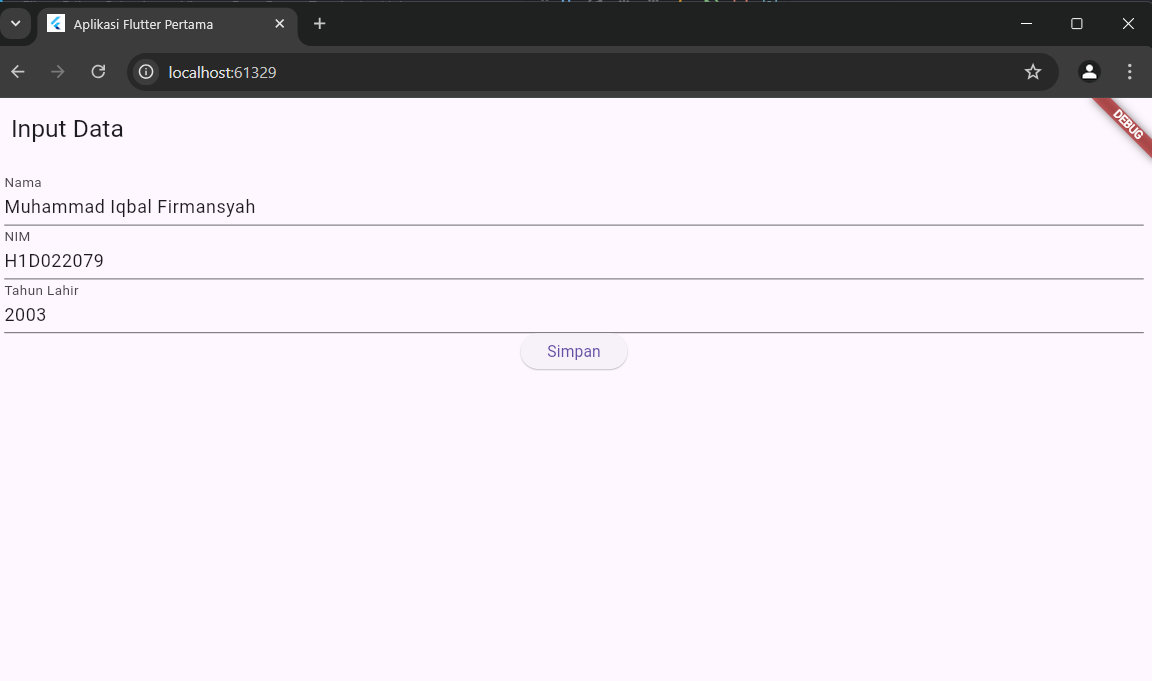 Aplikasi Flutter Pertama
localhost:61329
DEBUG
Input Data
Nama
Muhammad Iqbal Firmansyah
NIM
H1D022079
Tahun Lahir
2003
Simpan